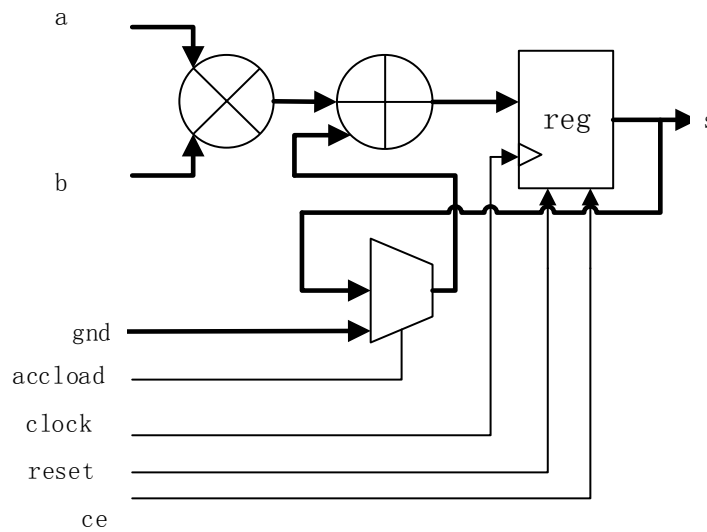 a
reg
s
b
gnd
accload
clock
reset
ce